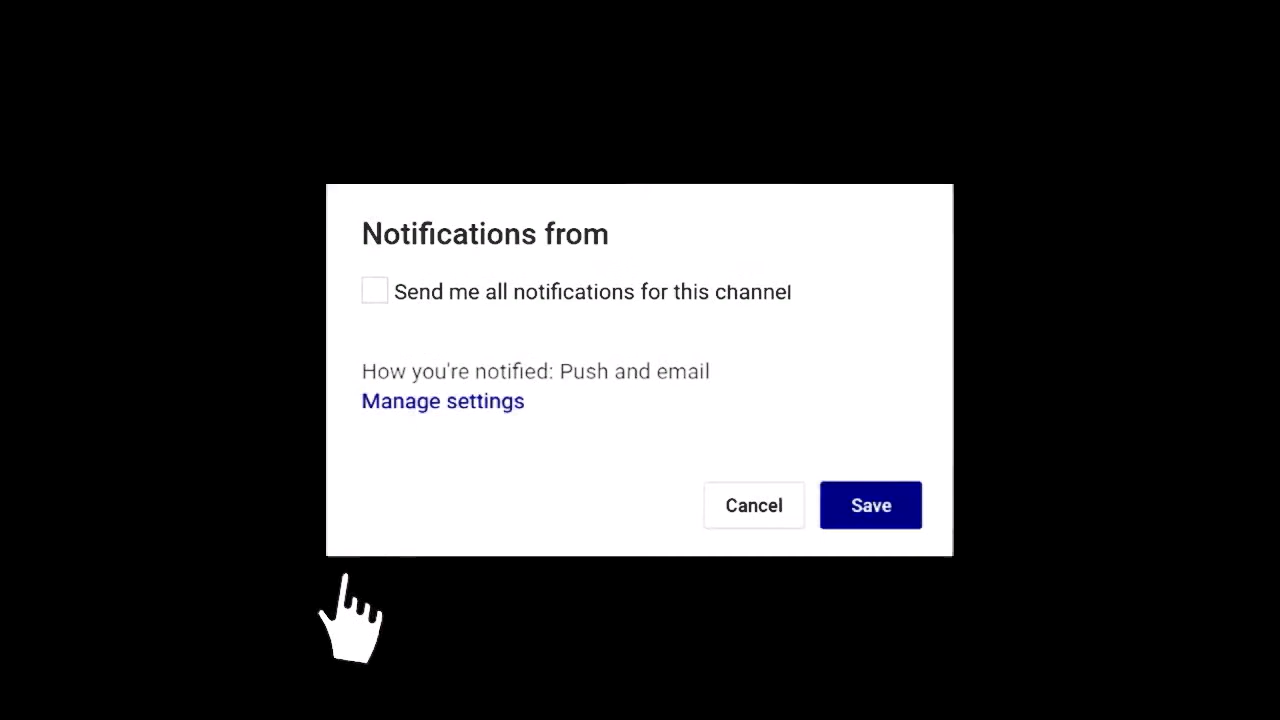 Notifications from
Send me all notifications for this channel
How you're notified: Push and email
Manage settings
Cancel Save